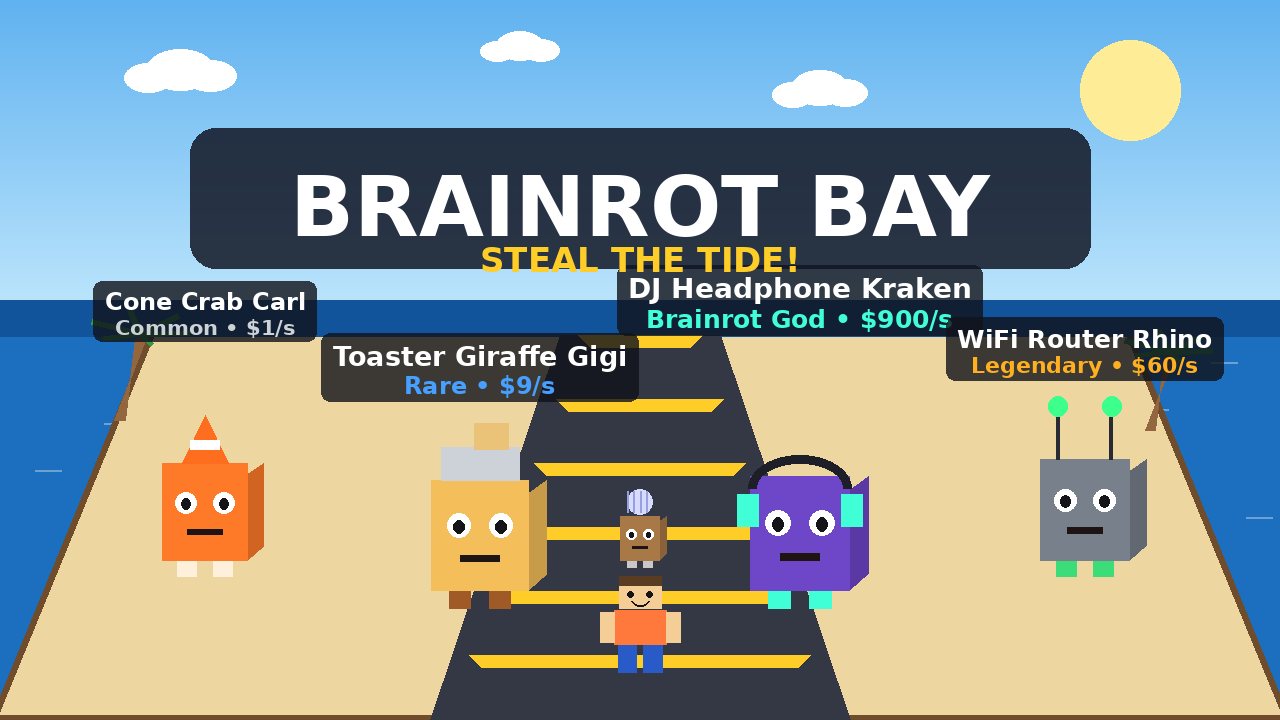 BRAINROT BAY
STEAL THE TIDE!
Cone Crab Carl
Common • $1/s
Toaster Giraffe Gigi
Rare • $9/s
DJ Headphone Kraken
Brainrot God • $900/s
WiFi Router Rhino
Legendary • $60/s